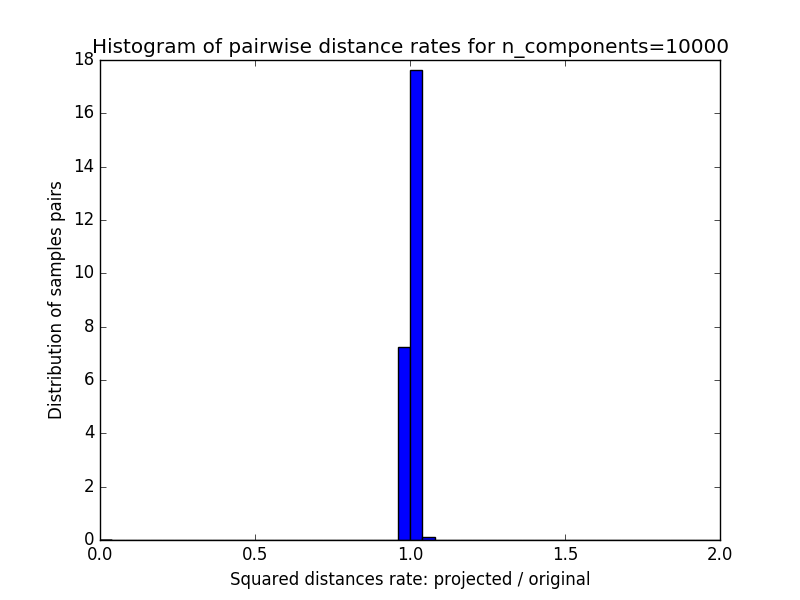 Histogram of pairwise distance rates for n_components=10000
18
16
14
12
10
8
6
4
2
0
Distribution of samples pairs
0.0 0.5 1.0 1.5 2.0
Squared distances rate: projected / original